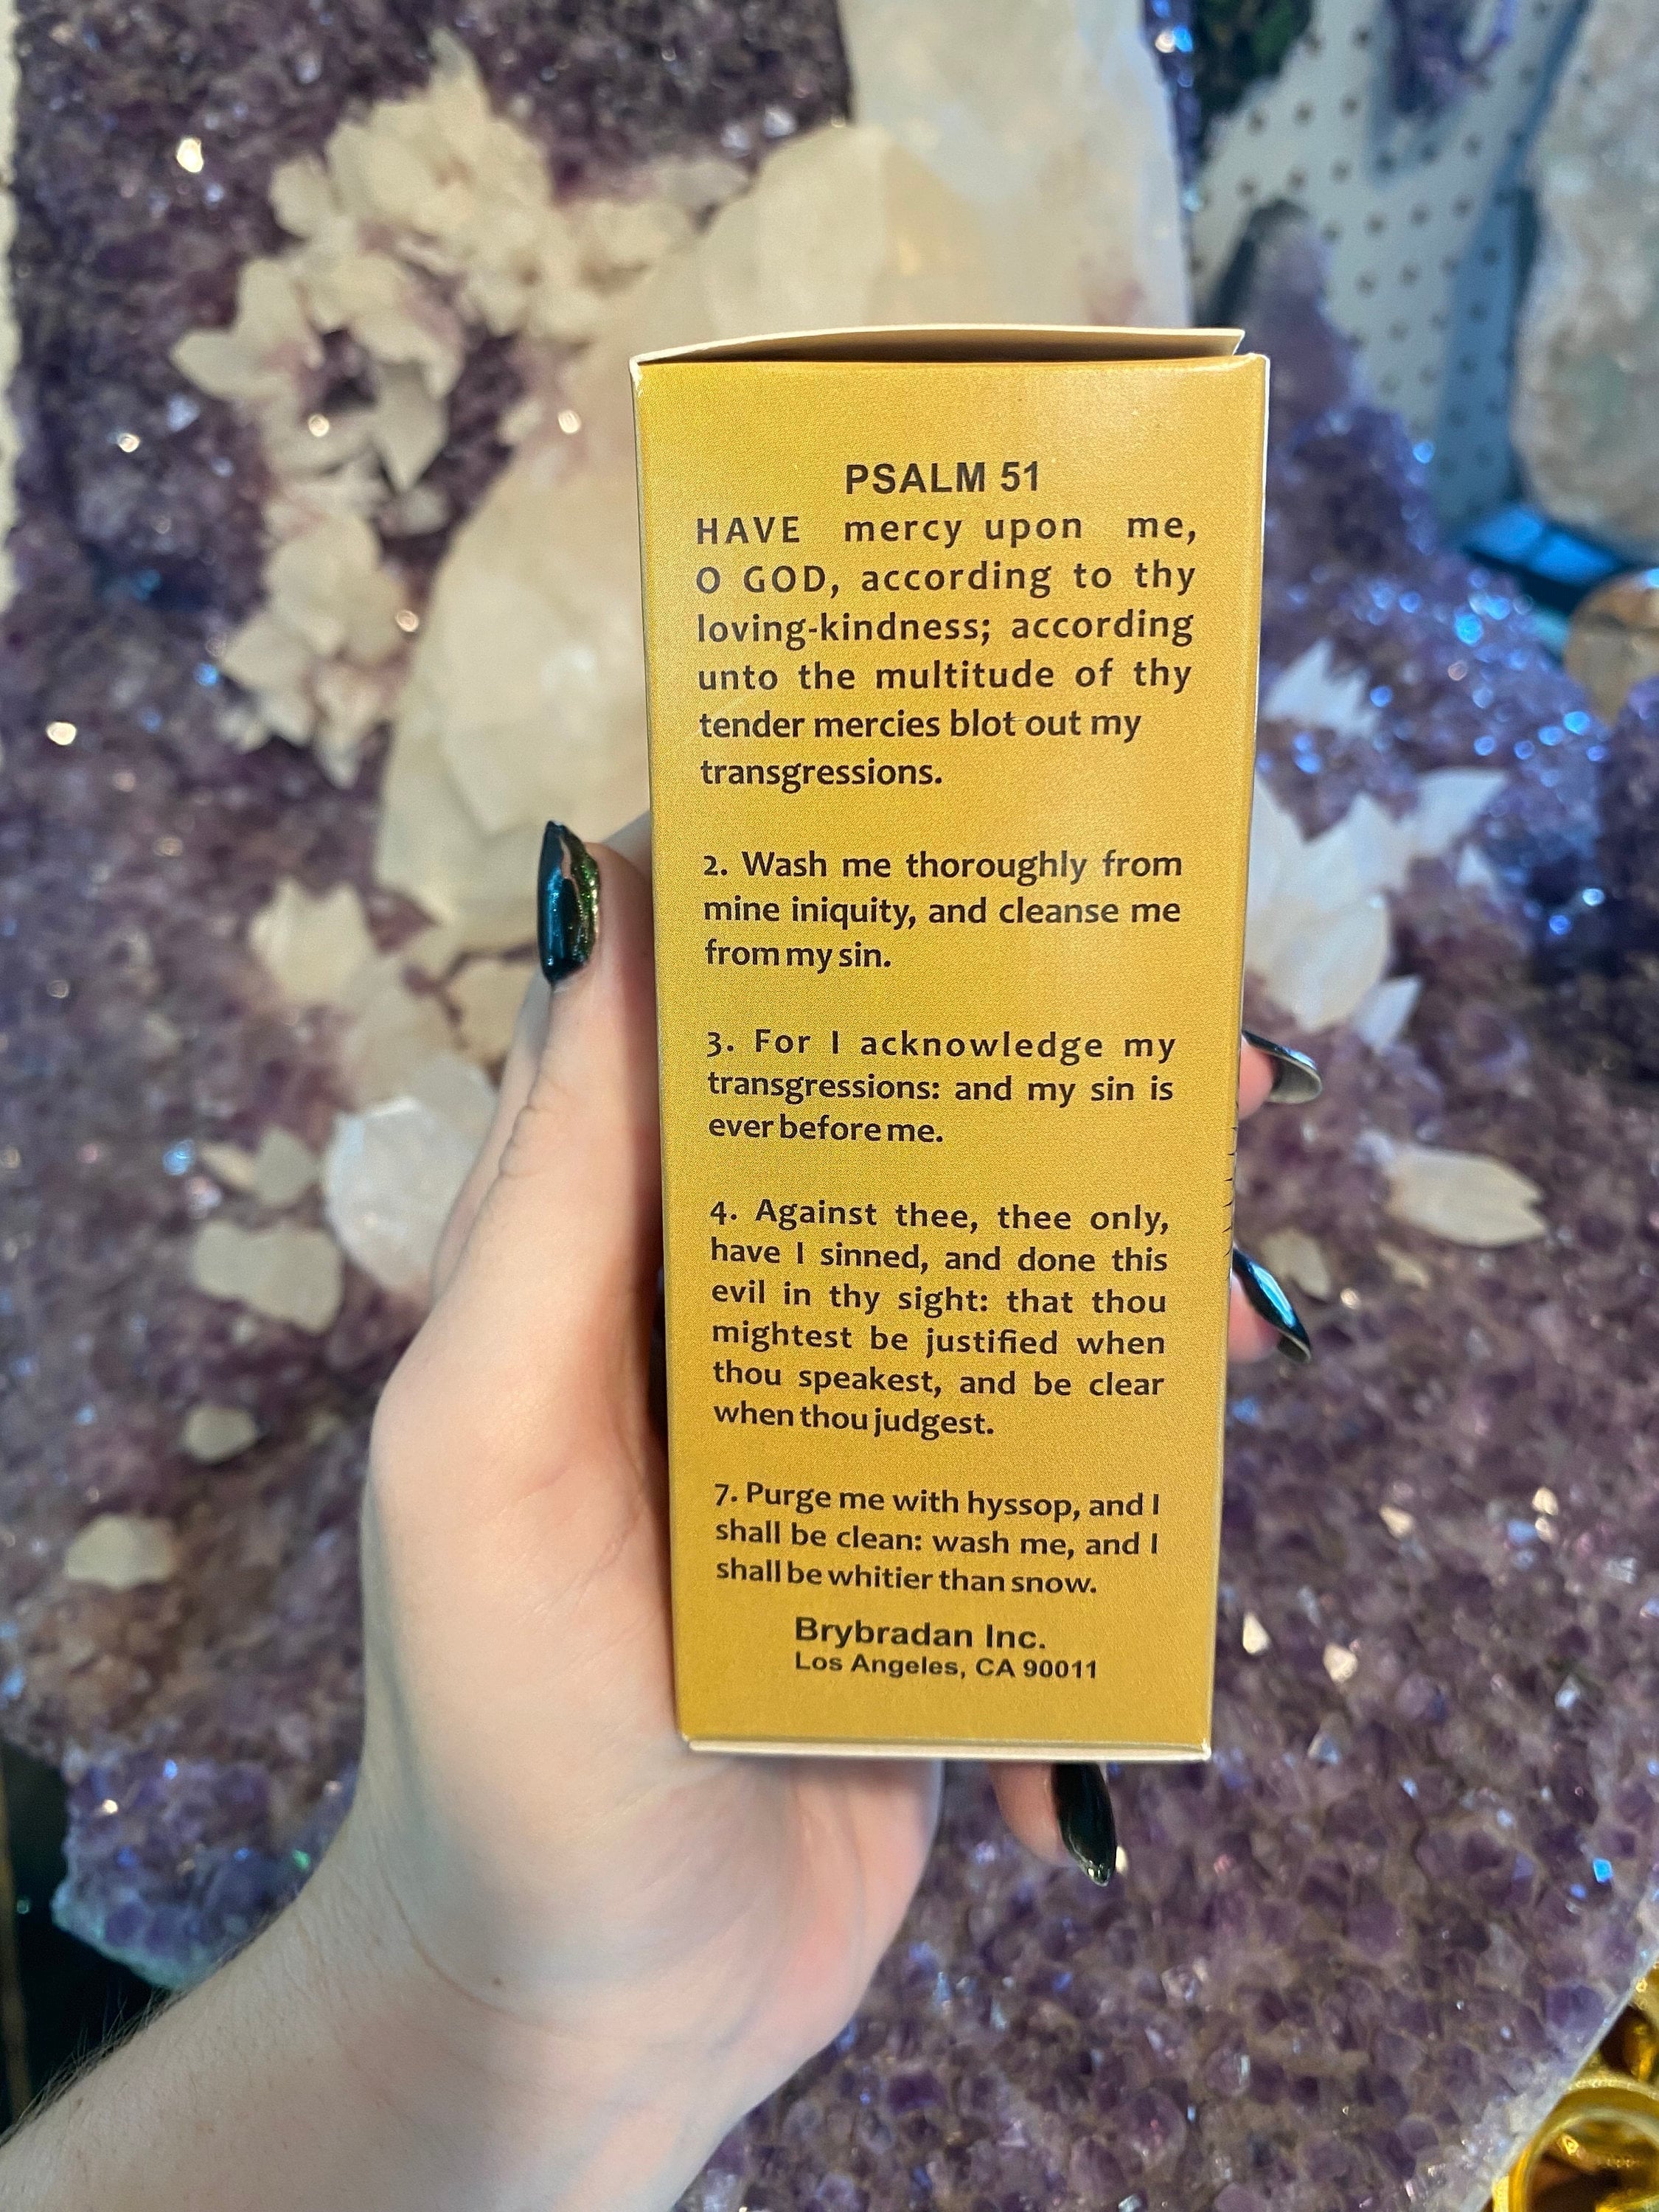 PSALM 51
HAVE mercy upon me,
O GOD, according to thy
loving-kindness; according
unto the multitude of thy
tender mercies blot out my
transgressions.
2. Wash me thoroughly from
mine iniquity, and cleanse me
from my sin.
3. For I acknowledge my
transgressions: and my sin is
ever before me.
4. Against thee, thee only,
have I sinned, and done this
evil in thy sight: that thou
mightest be justified when
thou speakest, and be clear
when thou judgest.
7. Purge me with hyssop, and I
shall be clean: wash me, and I
shall be whitier than snow.
Brybradan Inc.
Los Angeles, CA 90011